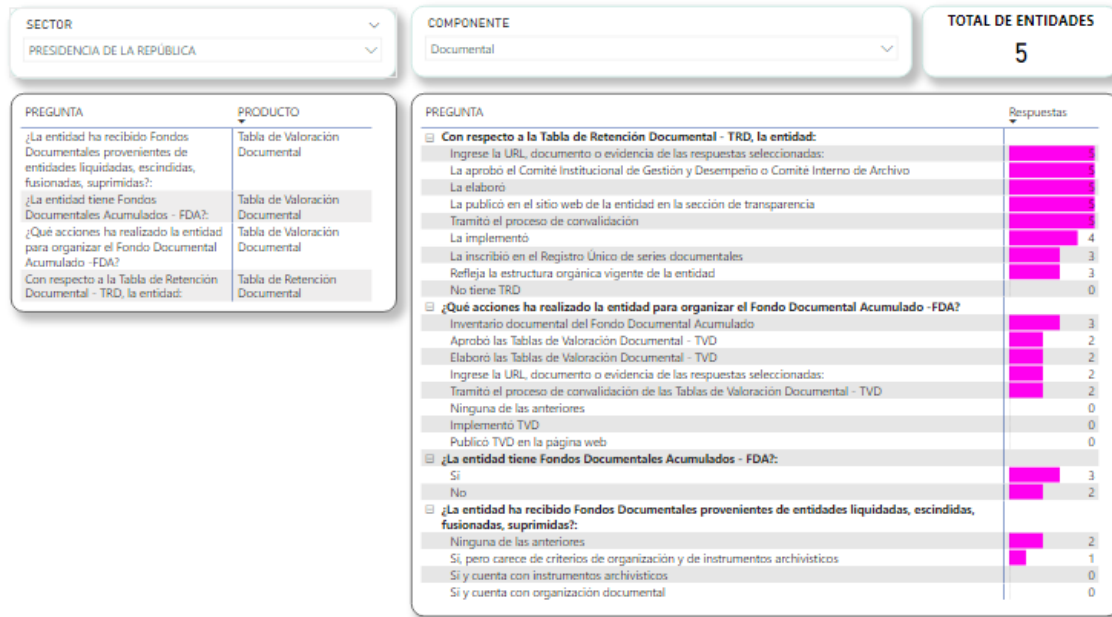 SECTOR
PRESIDENCIA DE LA REPÚBLICA
COMPONENTE
Documental
TOTAL DE ENTIDADES
5
PREGUNTA PRODUCTO
¿La entidad ha recibido Fondos Tabla de Valoración
Documentales provenientes de Documental
entidades liquidadas, escindidas,
fusionadas, suprimidas?:
¿La entidad tiene Fondos Tabla de Valoración
Documentales Acumulados - FDA?: Documental
¿Qué acciones ha realizado la entidad Tabla de Valoración
para organizar el Fondo Documental Documental
Acumulado -FDA?
Con respecto a la Tabla de Retención Tabla de Retención
Documental - TRD, la entidad: Documental
PREGUNTA Respuestas
Con respecto a la Tabla de Retención Documental - TRD, la entidad:
Ingrese la URL, documento o evidencia de las respuestas seleccionadas: 5
La aprobó el Comité Institucional de Gestión y Desempeño o Comité Interno de Archivo 5
La elaboró 5
La publicó en el sitio web de la entidad en la sección de transparencia 5
Tramitó el proceso de convalidación 5
La implementó 4
La inscribió en el Registro Único de series documentales 3
Refleja la estructura orgánica vigente de la entidad 3
No tiene TRD 0
¿Qué acciones ha realizado la entidad para organizar el Fondo Documental Acumulado -FDA?
Inventario documental del Fondo Documental Acumulado 3
Aprobó las Tablas de Valoración Documental - TVD 2
Elaboró las Tablas de Valoración Documental - TVD 2
Ingrese la URL, documento o evidencia de las respuestas seleccionadas: 2
Tramitó el proceso de convalidación de las Tablas de Valoración Documental - TVD 2
Ninguna de las anteriores 0
Implementó TVD 0
Publicó TVD en la página web 0
¿La entidad tiene Fondos Documentales Acumulados - FDA?:
Sí 3
No 2
¿La entidad ha recibido Fondos Documentales provenientes de entidades liquidadas, escindidas,
fusionadas, suprimidas?:
Ninguna de las anteriores 2
Sí, pero carece de criterios de organización y de instrumentos archivísticos 1
Sí y cuenta con instrumentos archivísticos 0
Sí y cuenta con organización documental 0